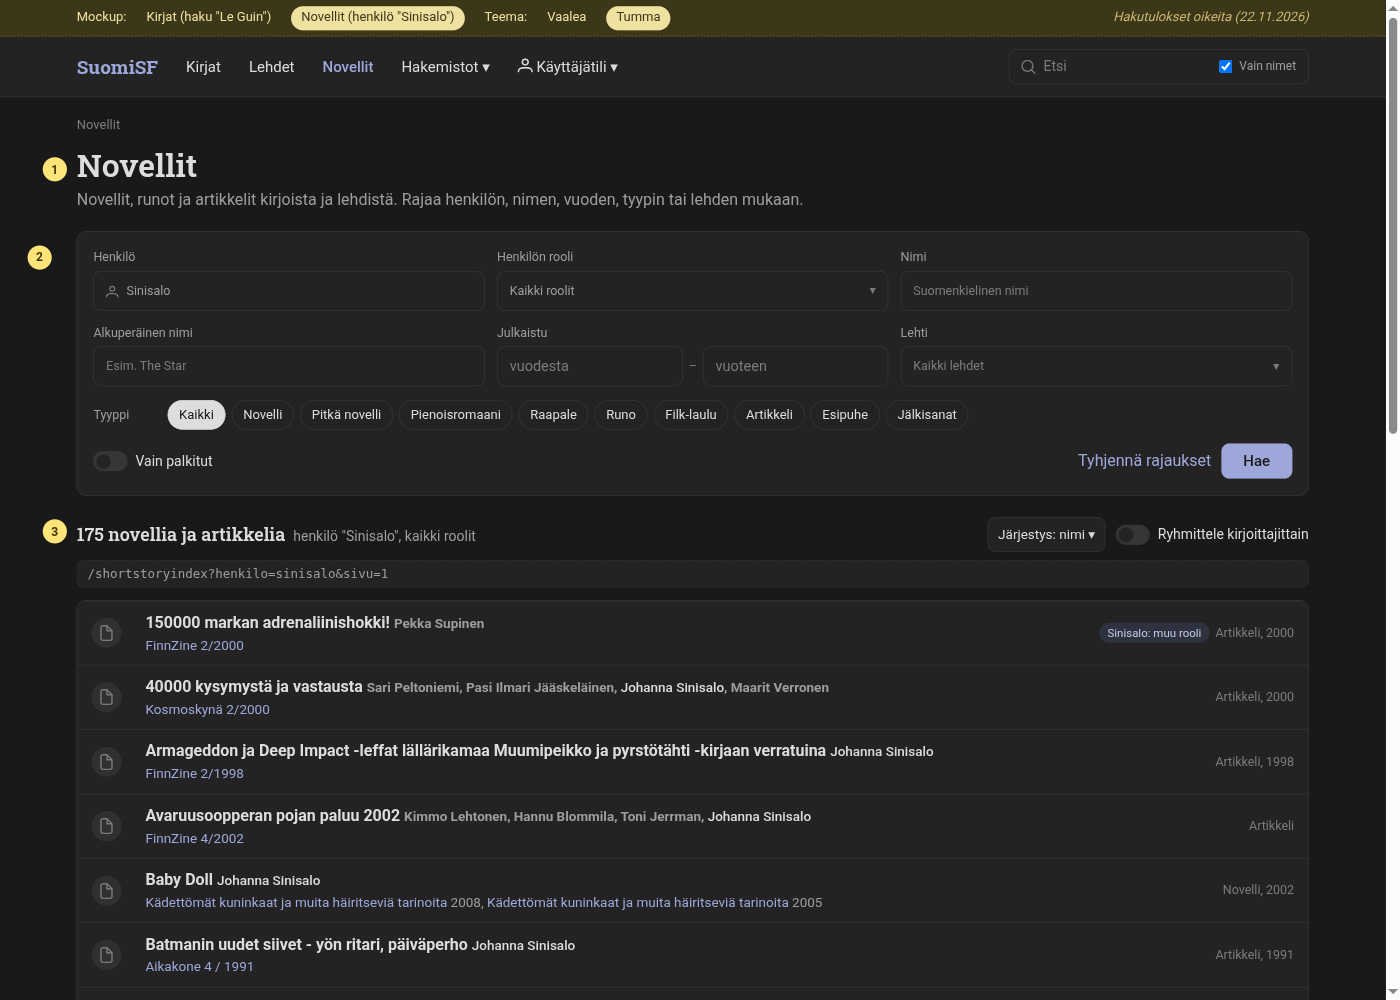 Mockup: Kirjat (haku "Le Guin") Novellit (henkilö "Sinisalo") Teema: Vaalea Tumma Hakutulokset oikeita (22.11.2026)
SuomiSF Kirjat Lehdet Novellit Hakemistot ▾ Käyttäjätili ▾ Etsi Vain nimet
Novellit
1 Novellit
Novellit, runot ja artikkelit kirjoista ja lehdistä. Rajaa henkilön, nimen, vuoden, tyypin tai lehden mukaan.
2
Henkilö Henkilön rooli Nimi
Sinisalo Kaikki roolit ▾ Suomenkielinen nimi
Alkuperäinen nimi Julkaistu Lehti
Esim. The Star vuodesta – vuoteen Kaikki lehdet ▾
Tyyppi Kaikki Novelli Pitkä novelli Pienoisromaani Raapale Runo Filk-laulu Artikkeli Esipuhe Jälkisanat
Vain palkitut Tyhjennä rajaukset Hae
3 175 novellia ja artikkelia henkilö "Sinisalo", kaikki roolit Järjestys: nimi ▾ Ryhmittele kirjoittajittain
/shortstoryindex?henkilo=sinisalo&sivu=1
150000 markan adrenaliinishokki! Pekka Supinen
FinnZine 2/2000
Sinisalo: muu rooli Artikkeli, 2000
40000 kysymystä ja vastausta Sari Peltoniemi, Pasi Ilmari Jääskeläinen, Johanna Sinisalo, Maarit Verronen
Kosmoskynä 2/2000
Artikkeli, 2000
Armageddon ja Deep Impact -leffat lällärikamaa Muumipeikko ja pyrstötähti -kirjaan verratuina Johanna Sinisalo
FinnZine 2/1998
Artikkeli, 1998
Avaruusoopperan pojan paluu 2002 Kimmo Lehtonen, Hannu Blommila, Toni Jerrman, Johanna Sinisalo
FinnZine 4/2002
Artikkeli
Baby Doll Johanna Sinisalo
Kädettömät kuninkaat ja muita häiritseviä tarinoita 2008, Kädettömät kuninkaat ja muita häiritseviä tarinoita 2005
Novelli, 2002
Batmanin uudet siivet - yön ritari, päiväperho Johanna Sinisalo
Aikakone 4 / 1991
Artikkeli, 1991